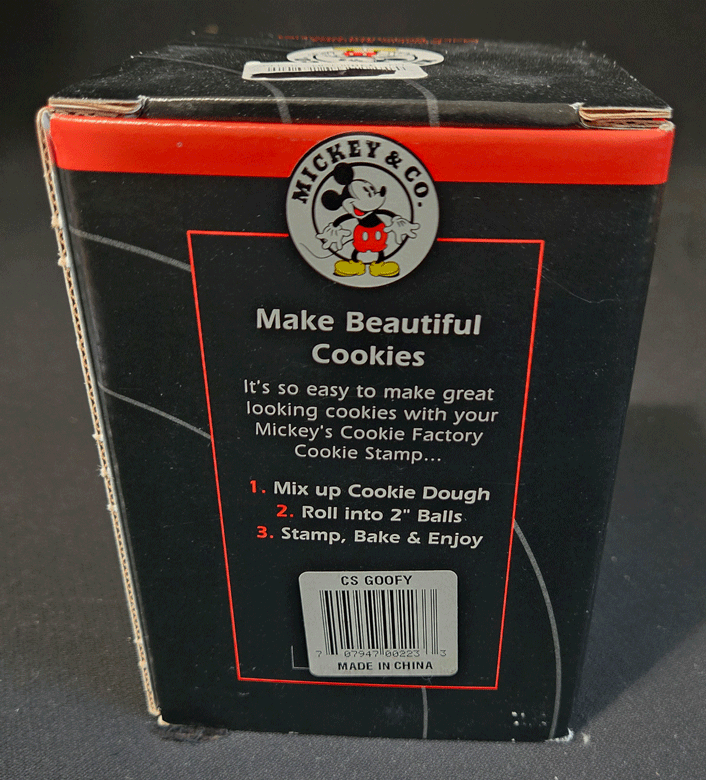 MICKEY & CO.
Make Beautiful
Cookies
It's so easy to make great
looking cookies with your
Mickey's Cookie Factory
Cookie Stamp...
1. Mix up Cookie Dough
2. Roll into 2" Balls
3. Stamp, Bake & Enjoy
CS GOOFY
7 07947 00223 3
MADE IN CHINA